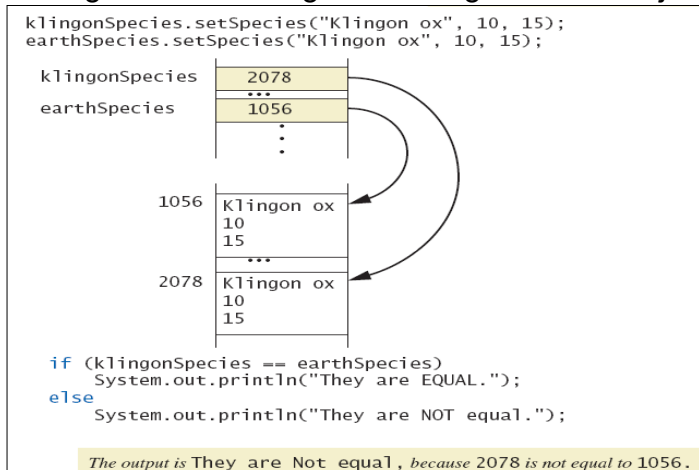 klingonSpecies.setSpecies("Klingon ox", 10, 15);
earthSpecies.setSpecies("Klingon ox", 10, 15);
klingonSpecies 2078
...
earthSpecies 1056
1056 Klingon ox
10
15
...
2078 Klingon ox
10
15
if (klingonSpecies == earthSpecies)
System.out.println("They are EQUAL.");
else
System.out.println("They are NOT equal.");
The output is They are Not equal, because 2078 is not equal to 1056.